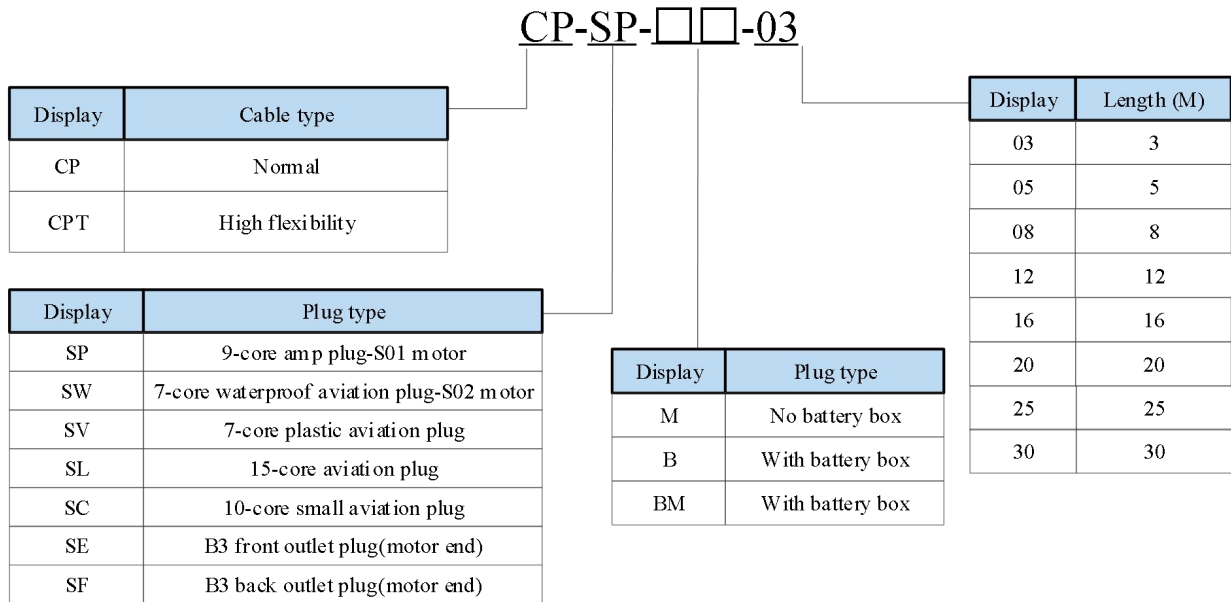 CP-SP-□□-03
Display Cable type
CP Normal
CPT High flexibility
Display Plug type
SP 9-core amp plug-S01 motor
SW 7-core waterproof aviation plug-S02 motor
SV 7-core plastic aviation plug
SL 15-core aviation plug
SC 10-core small aviation plug
SE B3 front outlet plug(motor end)
SF B3 back outlet plug(motor end)
Display Plug type
M No battery box
B With battery box
BM With battery box
Display Length (M)
03 3
05 5
08 8
12 12
16 16
20 20
25 25
30 30